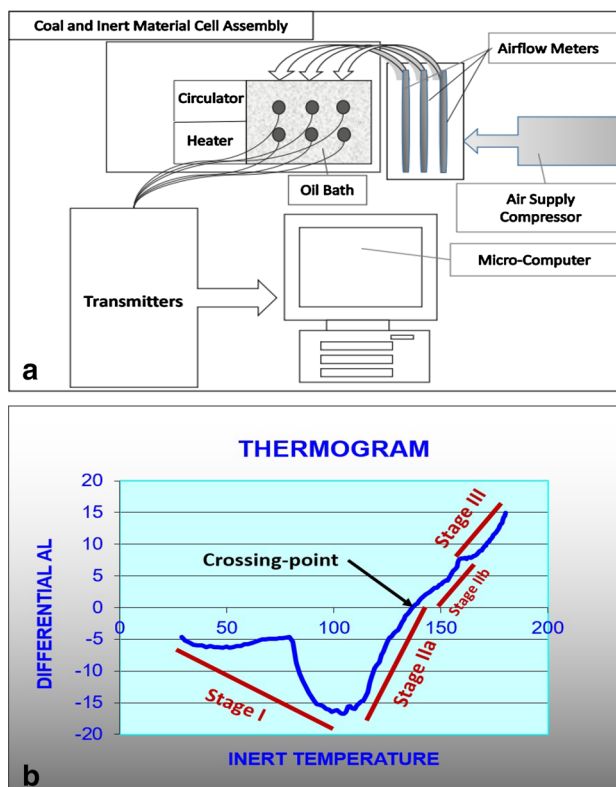 Coal and Inert Material Cell Assembly
Airflow Meters
Circulator
Heater
Oil Bath
Air Supply
Compressor
Micro-Computer
Transmitters
a
THERMOGRAM
20
15
10
5
0
-5
-10
-15
-20
0
50
100
150
200
DIFFERENTIAL AL
INERT TEMPERATURE
Crossing-point
Stage I
Stage IIa
Stage IIb
Stage III
b